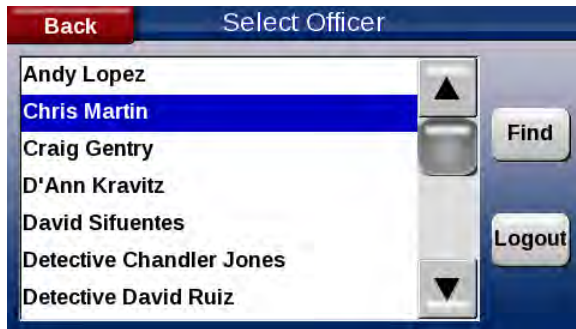 Back
Select Officer
Andy Lopez
Chris Martin
Craig Gentry
D'Ann Kravitz
David Sifuentes
Detective Chandler Jones
Detective David Ruiz
Find
Logout